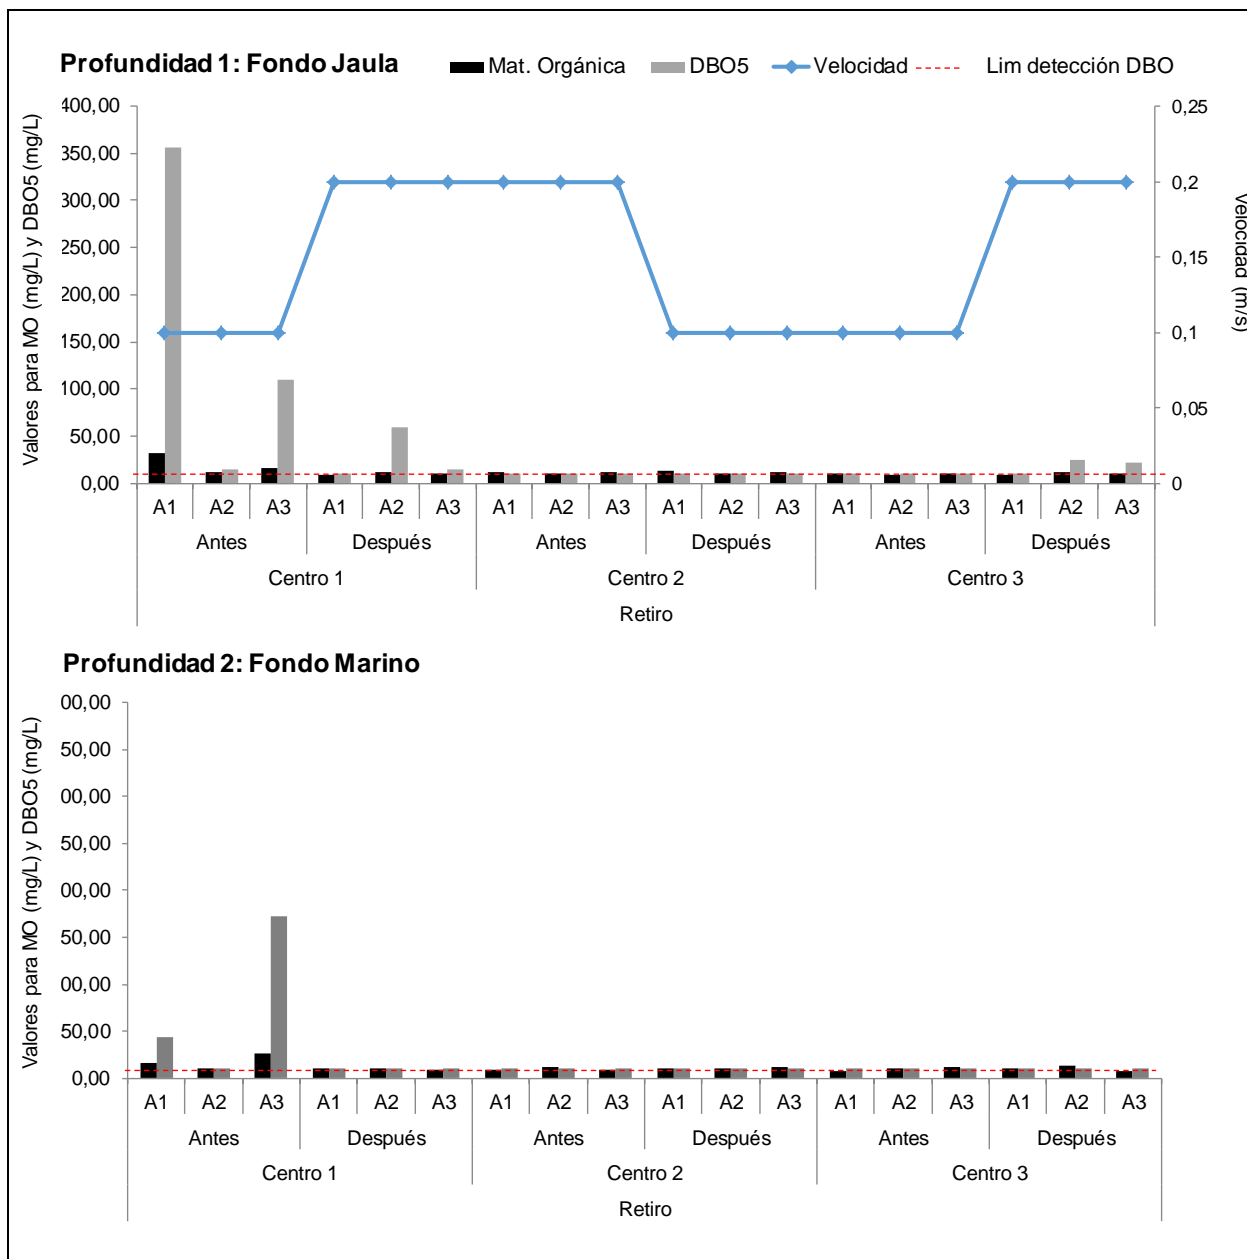 Profundidad 1: Fondo Jaula
Mat. Orgánica DBO5 Velocidad Lim detección DBO
Valores para MO (mg/L) y DBO5 (mg/L)
400,00
350,00
300,00
250,00
200,00
150,00
100,00
50,00
0,00
0,25
0,2
0,15
0,1
0,05
0
Velocidad (m/s)
A1 A2 A3 A1 A2 A3 A1 A2 A3 A1 A2 A3 A1 A2 A3 A1 A2 A3
Antes Después Antes Después Antes Después
Centro 1 Centro 2 Centro 3
Retiro
Profundidad 2: Fondo Marino
Valores para MO (mg/L) y DBO5 (mg/L)
00,00
50,00
00,00
50,00
00,00
50,00
00,00
50,00
0,00
A1 A2 A3 A1 A2 A3 A1 A2 A3 A1 A2 A3 A1 A2 A3 A1 A2 A3
Antes Después Antes Después Antes Después
Centro 1 Centro 2 Centro 3
Retiro